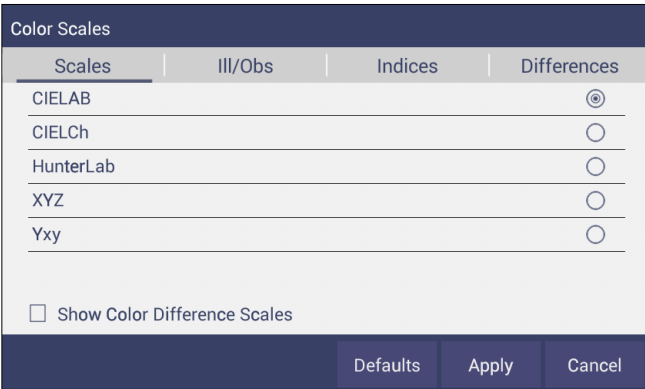 Color Scales
Scales Ill/Obs Indices Differences
CIELAB
CIELCh
HunterLab
XYZ
Yxy
Show Color Difference Scales
Defaults Apply Cancel